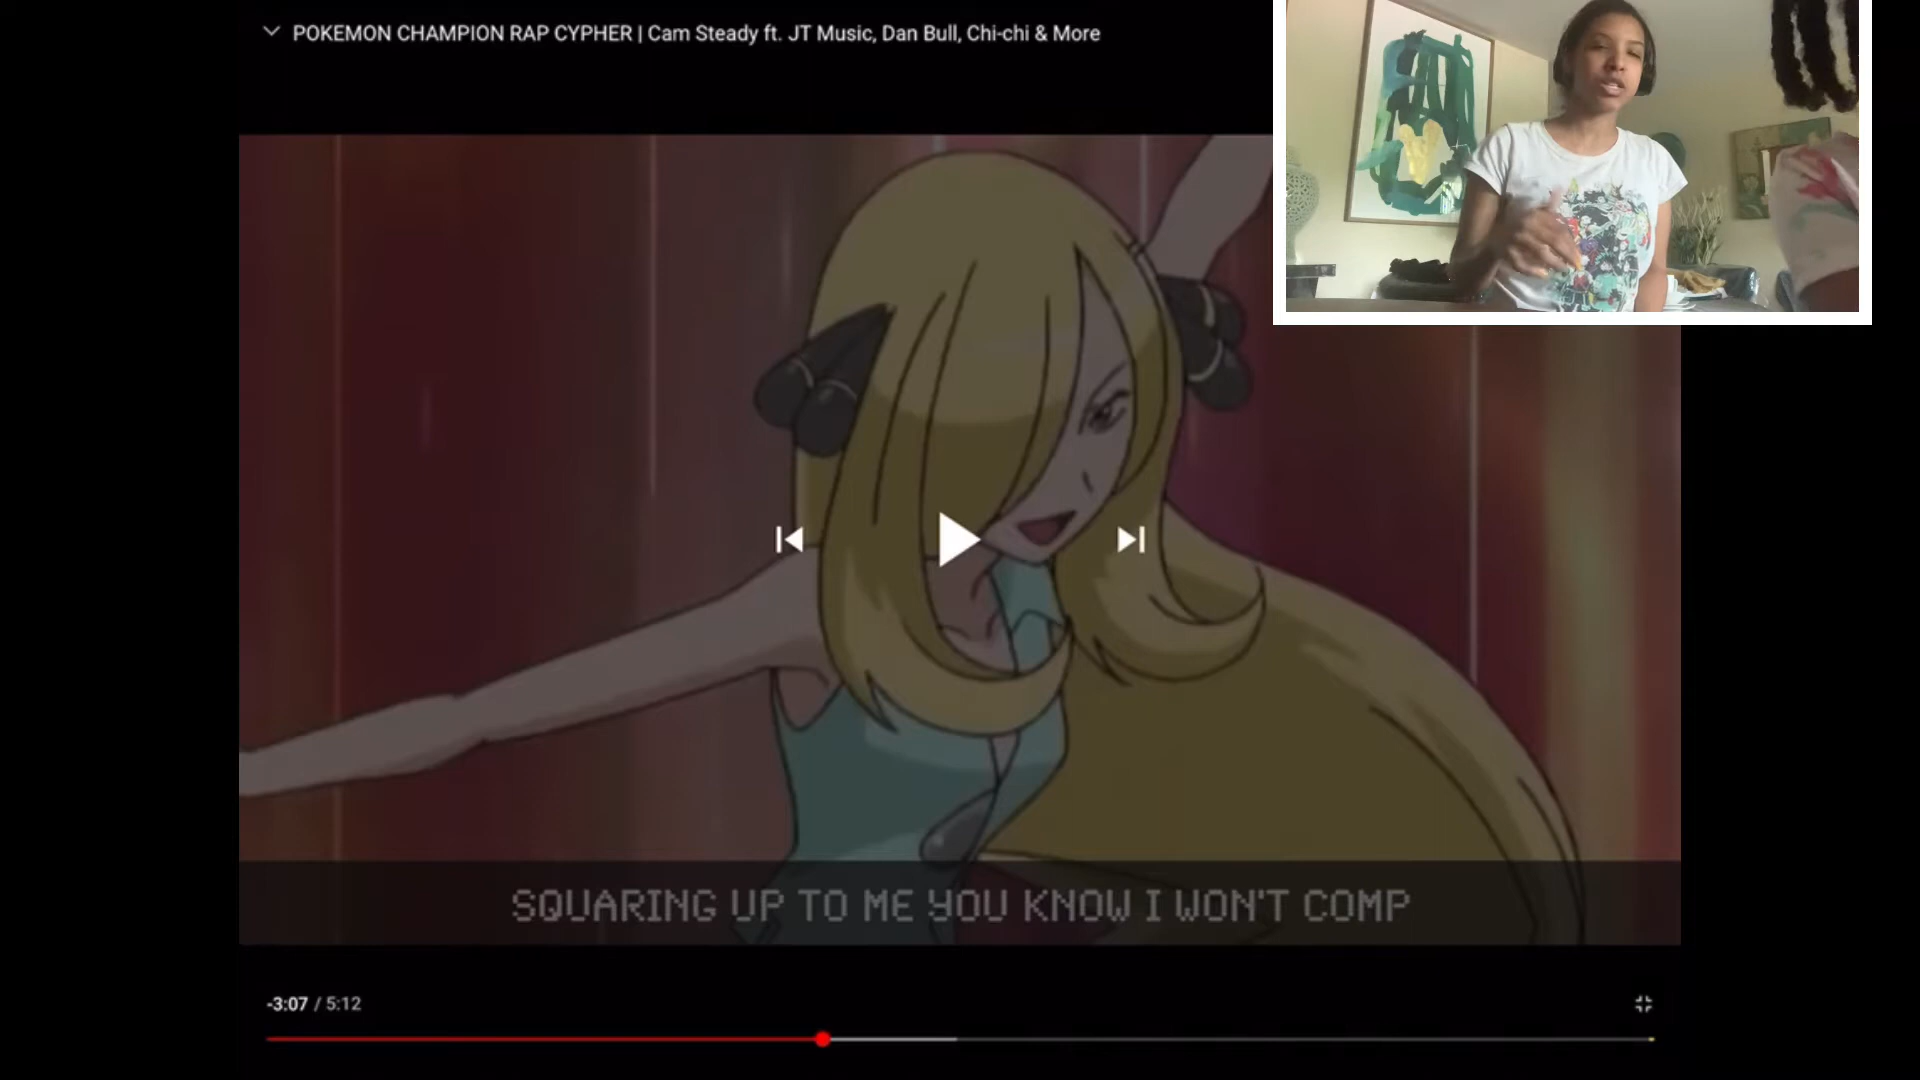 POKEMON CHAMPION RAP CYPHER | Cam Steady ft. JT Music, Dan Bull, Chi-chi & More
SQUARING UP TO ME YOU KNOW I WON'T COMP
-3:07 / 5:12